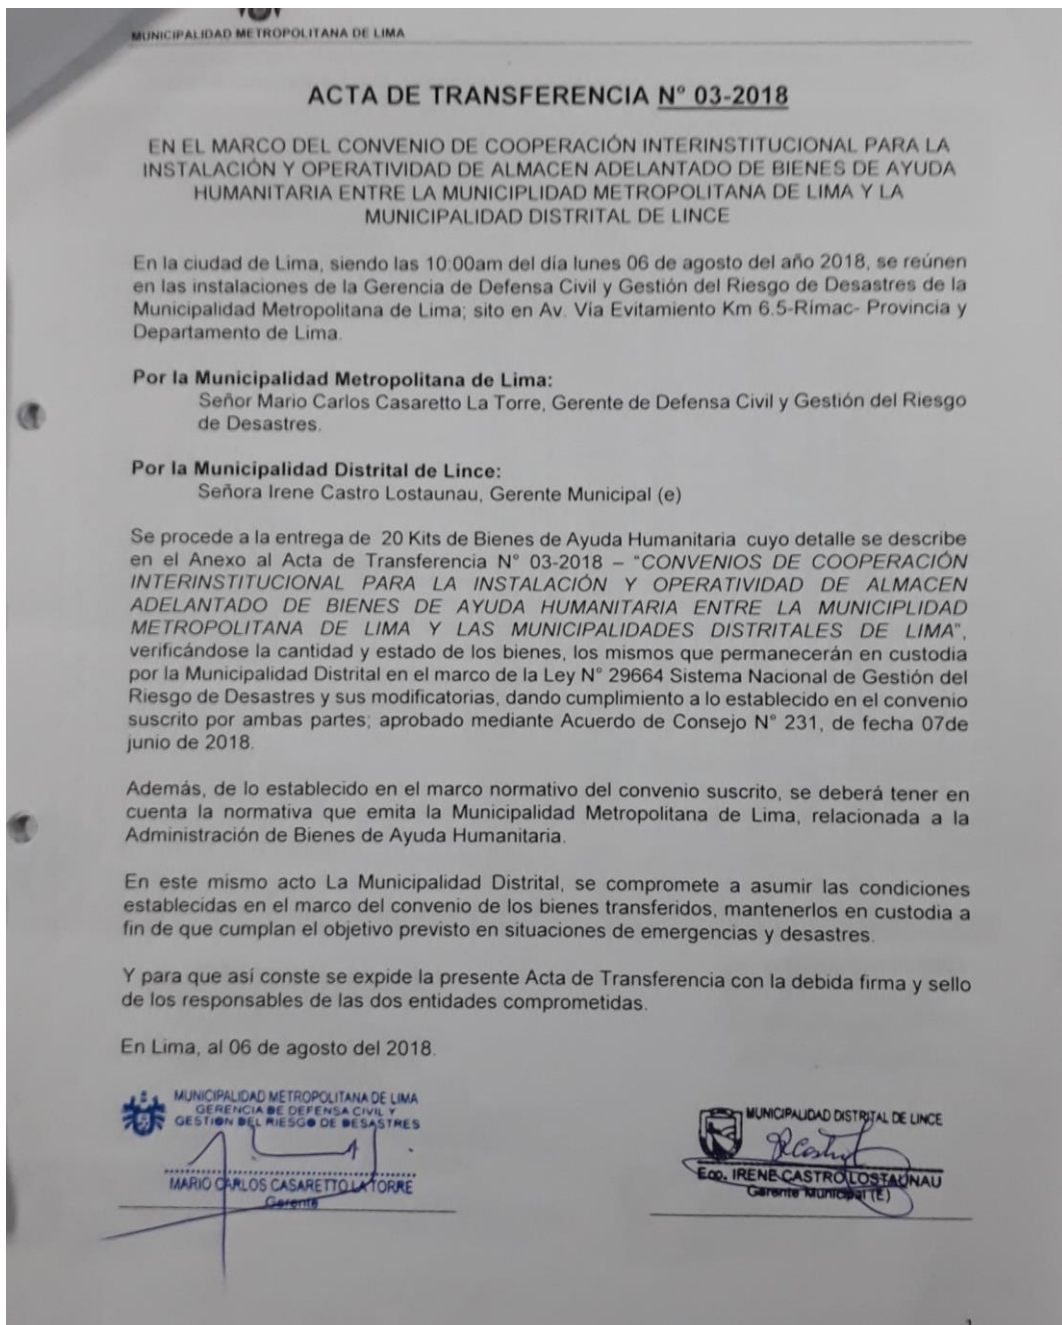 MUNICIPALIDAD METROPOLITANA DE LIMA
ACTA DE TRANSFERENCIA N° 03-2018
EN EL MARCO DEL CONVENIO DE COOPERACIÓN INTERINSTITUCIONAL PARA LA
INSTALACIÓN Y OPERATIVIDAD DE ALMACEN ADELANTADO DE BIENES DE AYUDA
HUMANITARIA ENTRE LA MUNICIPLIDAD METROPOLITANA DE LIMA Y LA
MUNICIPALIDAD DISTRITAL DE LINCE
En la ciudad de Lima, siendo las 10:00am del día lunes 06 de agosto del año 2018, se reúnen
en las instalaciones de la Gerencia de Defensa Civil y Gestión del Riesgo de Desastres de la
Municipalidad Metropolitana de Lima; sito en Av. Vía Evitamiento Km 6.5-Rímac- Provincia y
Departamento de Lima.
Por la Municipalidad Metropolitana de Lima:
Señor Mario Carlos Casaretto La Torre, Gerente de Defensa Civil y Gestión del Riesgo
de Desastres.
Por la Municipalidad Distrital de Lince:
Señora Irene Castro Lostaunau, Gerente Municipal (e)
Se procede a la entrega de 20 Kits de Bienes de Ayuda Humanitaria cuyo detalle se describe
en el Anexo al Acta de Transferencia N° 03-2018 – “CONVENIOS DE COOPERACIÓN
INTERINSTITUCIONAL PARA LA INSTALACIÓN Y OPERATIVIDAD DE ALMACEN
ADELANTADO DE BIENES DE AYUDA HUMANITARIA ENTRE LA MUNICIPLIDAD
METROPOLITANA DE LIMA Y LAS MUNICIPALIDADES DISTRITALES DE LIMA”,
verificándose la cantidad y estado de los bienes, los mismos que permanecerán en custodia
por la Municipalidad Distrital en el marco de la Ley N° 29664 Sistema Nacional de Gestión del
Riesgo de Desastres y sus modificatorias, dando cumplimiento a lo establecido en el convenio
suscrito por ambas partes; aprobado mediante Acuerdo de Consejo N° 231, de fecha 07de
junio de 2018.
Además, de lo establecido en el marco normativo del convenio suscrito, se deberá tener en
cuenta la normativa que emita la Municipalidad Metropolitana de Lima, relacionada a la
Administración de Bienes de Ayuda Humanitaria.
En este mismo acto La Municipalidad Distrital, se compromete a asumir las condiciones
establecidas en el marco del convenio de los bienes transferidos, mantenerlos en custodia a
fin de que cumplan el objetivo previsto en situaciones de emergencias y desastres.
Y para que así conste se expide la presente Acta de Transferencia con la debida firma y sello
de los responsables de las dos entidades comprometidas.
En Lima, al 06 de agosto del 2018.
MUNICIPALIDAD METROPOLITANA DE LIMA
GERENCIA DE DEFENSA CIVIL Y
GESTION DEL RIESGO DE DESASTRES
MARIO CARLOS CASARETTO LA TORRE
Gerente
MUNICIPALIDAD DISTRITAL DE LINCE
Eco. IRENE CASTRO LOSTAUNAU
Gerente Municipal (E)